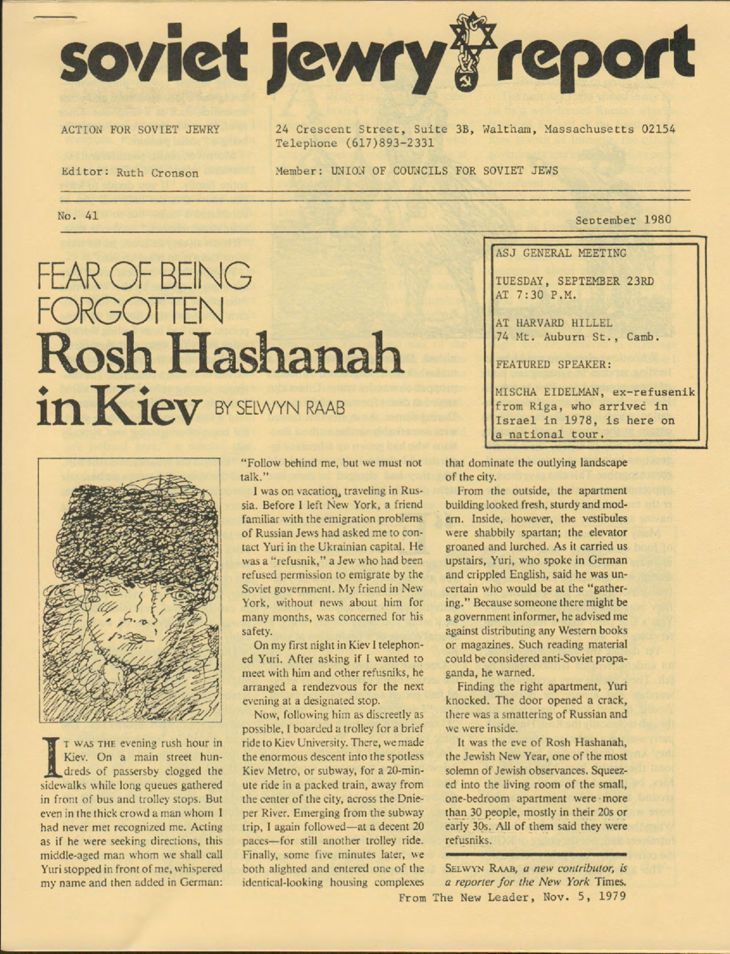 soviet jewry report
ACTION FOR SOVIET JEWRY
24 Crescent Street, Suite 3B, Waltham, Massachusetts 02154
Telephone (617)893-2331
Editor: Ruth Cronson
Member: UNION OF COUNCILS FOR SOVIET JEWS
No. 41
September 1980
ASJ GENERAL MEETING
TUESDAY, SEPTEMBER 23RD
AT 7:30 P.M.
AT HARVARD HILLEL
74 Mt. Auburn St., Camb.
FEATURED SPEAKER:
MISCHA EIDELMAN, ex-refusenik
from Riga, who arrived in
Israel in 1978, is here on
a national tour.
FEAR OF BEING
FORGOTTEN
Rosh Hashanah
in Kiev BY SELWYN RAAB
IT WAS THE evening rush hour in
Kiev. On a main street hun-
dreds of passersby clogged the
sidewalks while long queues gathered
in front of bus and trolley stops. But
even in the thick crowd a man whom I
had never met recognized me. Acting
as if he were seeking directions, this
middle-aged man whom we shall call
Yuri stopped in front of me, whispered
my name and then added in German:
"Follow behind me, but we must not
talk."
I was on vacation, traveling in Rus-
sia. Before I left New York, a friend
familiar with the emigration problems
of Russian Jews had asked me to con-
tact Yuri in the Ukrainian capital. He
was a "refusnik," a Jew who had been
refused permission to emigrate by the
Soviet government. My friend in New
York, without news about him for
many months, was concerned for his
safety.
On my first night in Kiev I telephon-
ed Yuri. After asking if I wanted to
meet with him and other refusniks, he
arranged a rendezvous for the next
evening at a designated stop.
Now, following him as discreetly as
possible, I boarded a trolley for a brief
ride to Kiev University. There, we made
the enormous descent into the spotless
Kiev Metro, or subway, for a 20-min-
ute ride in a packed train, away from
the center of the city, across the Dnie-
per River. Emerging from the subway
trip, I again followed—at a decent 20
paces—for still another trolley ride.
Finally, some five minutes later, we
both alighted and entered one of the
identical-looking housing complexes
that dominate the outlying landscape
of the city.
From the outside, the apartment
building looked fresh, sturdy and mod-
ern. Inside, however, the vestibules
were shabbily spartan; the elevator
groaned and lurched. As it carried us
upstairs, Yuri, who spoke in German
and crippled English, said he was un-
certain who would be at the "gather-
ing." Because someone there might be
a government informer, he advised me
against distributing any Western books
or magazines. Such reading material
could be considered anti-Soviet propa-
ganda, he warned.
Finding the right apartment, Yuri
knocked. The door opened a crack,
there was a smattering of Russian and
we were inside.
It was the eve of Rosh Hashanah,
the Jewish New Year, one of the most
solemn of Jewish observances. Squeez-
ed into the living room of the small,
one-bedroom apartment were more
than 30 people, mostly in their 20s or
early 30s. All of them said they were
refusniks.
SELWYN RAAB, a new contributor, is
a reporter for the New York Times.
From The New Leader, Nov. 5, 1979